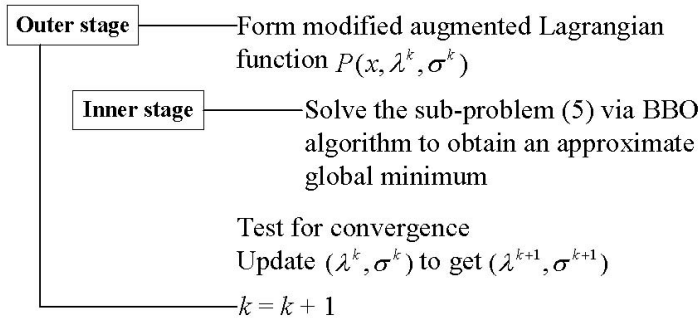 Outer stage
Form modified augmented Lagrangian
function P(x, λ^k, σ^k)
Inner stage
Solve the sub-problem (5) via BBO
algorithm to obtain an approximate
global minimum
Test for convergence
Update (λ^k, σ^k) to get (λ^{k+1}, σ^{k+1})
k = k + 1